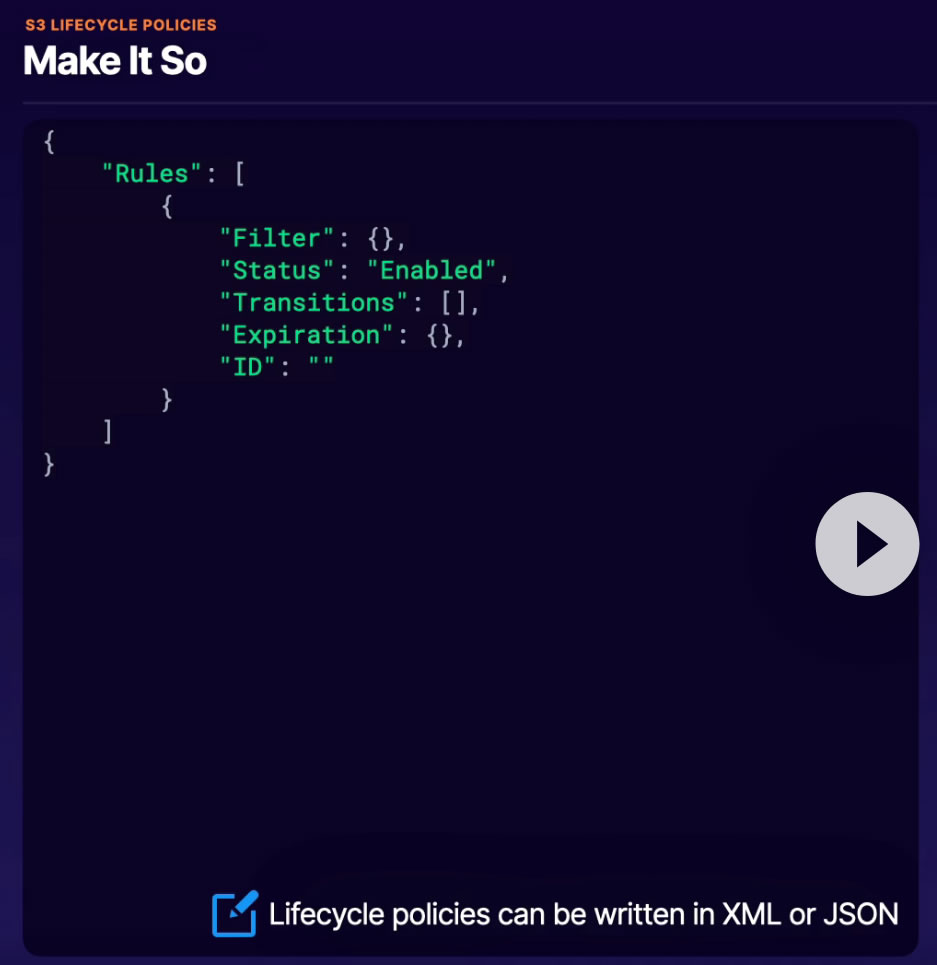 S3 LIFECYCLE POLICIES
Make It So
{
    "Rules": [
        {
            "Filter": {},
            "Status": "Enabled",
            "Transitions": [],
            "Expiration": {},
            "ID": ""
        }
    ]
}
Lifecycle policies can be written in XML or JSON